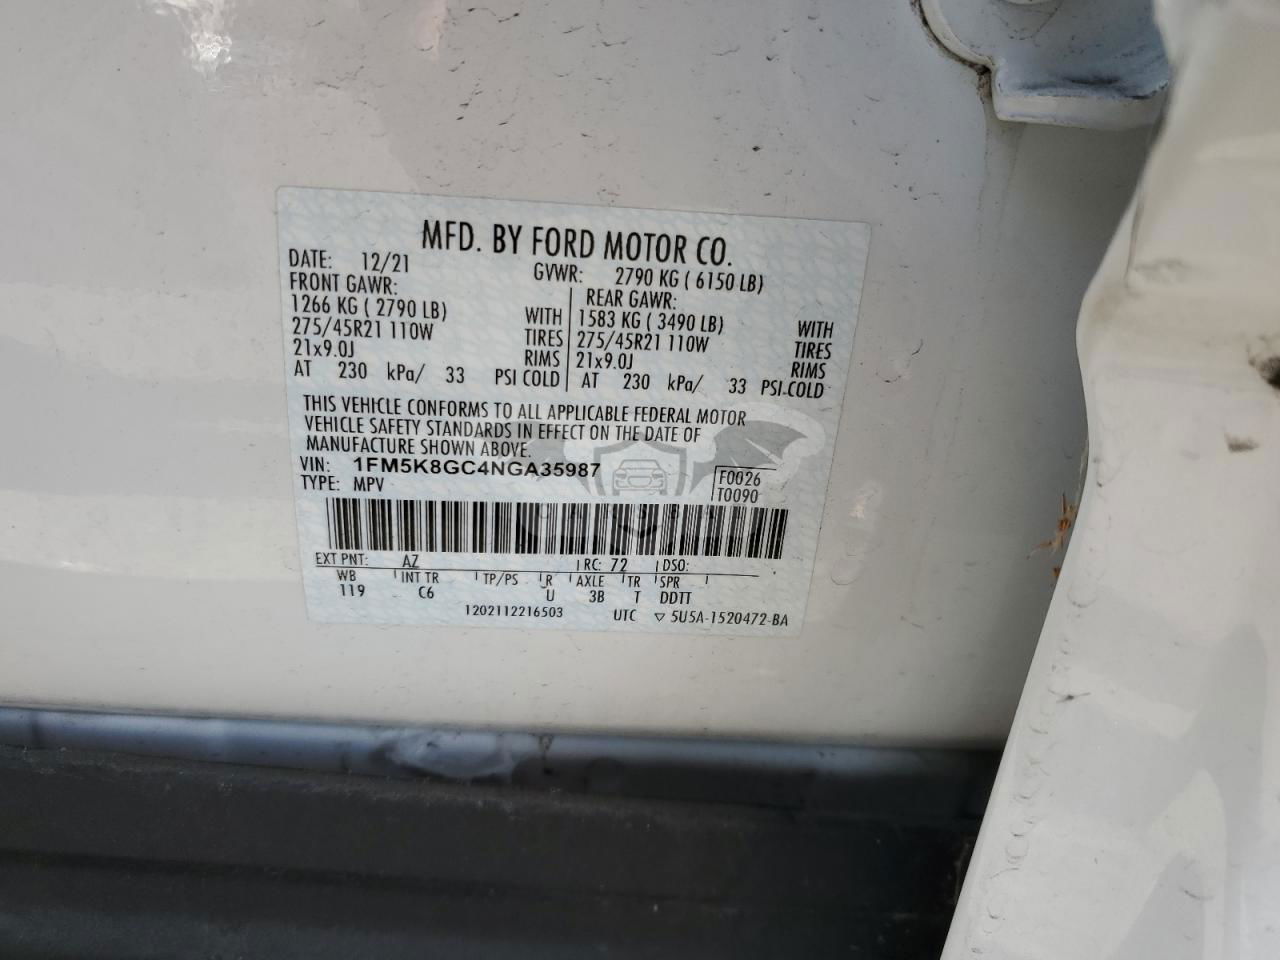 MFD. BY FORD MOTOR CO.
DATE: 12/21 GVWR: 2790 KG ( 6150 LB)
FRONT GAWR: REAR GAWR:
1266 KG ( 2790 LB) WITH 1583 KG ( 3490 LB) WITH
275/45R21 110W TIRES 275/45R21 110W TIRES
21x9.0J RIMS 21x9.0J RIMS
AT 230 kPa/ 33 PSI COLD AT 230 kPa/ 33 PSI COLD
THIS VEHICLE CONFORMS TO ALL APPLICABLE FEDERAL MOTOR
VEHICLE SAFETY STANDARDS IN EFFECT ON THE DATE OF
MANUFACTURE SHOWN ABOVE.
VIN: 1FM5K8GC4NGA35987 F0026
TYPE: MPV T0090
EXT PNT: AZ RC: 72 DSO:
WB INT TR TP/PS R AXLE TR SPR
119 C6 U 3B T DDTT
1202112216503 UTC ▽ 5U5A-1520472-BA